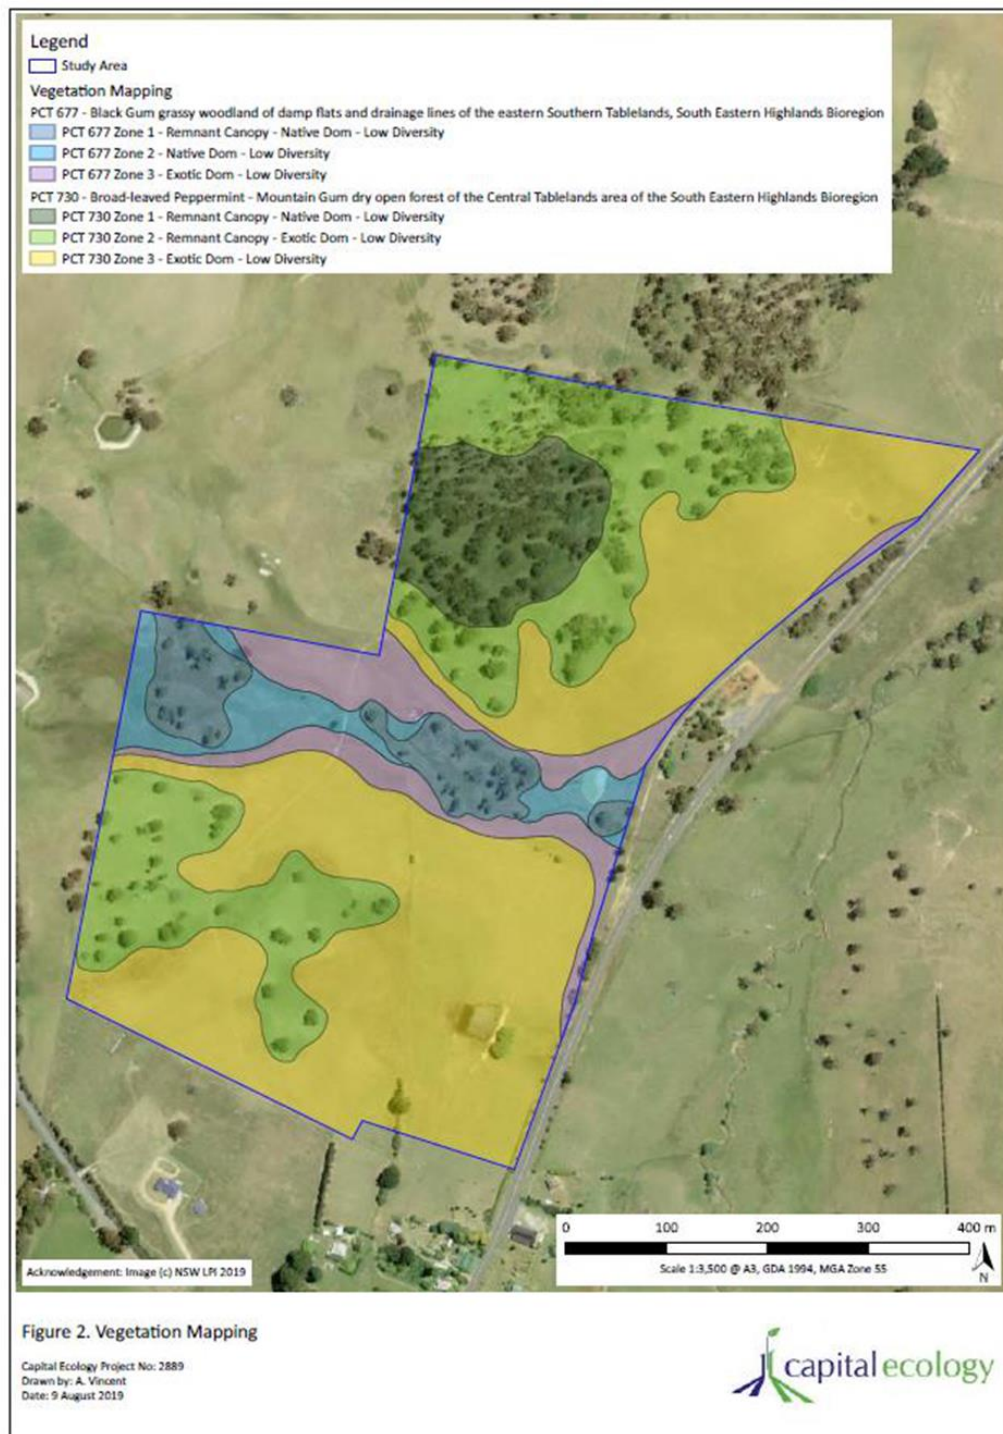 Legend
Study Area
Vegetation Mapping
PCT 677 - Black Gum grassy woodland of damp flats and drainage lines of the eastern Southern Tablelands, South Eastern Highlands Bioregion
PCT 677 Zone 1 - Remnant Canopy - Native Dom - Low Diversity
PCT 677 Zone 2 - Native Dom - Low Diversity
PCT 677 Zone 3 - Exotic Dom - Low Diversity
PCT 730 - Broad-leaved Peppermint - Mountain Gum dry open forest of the Central Tablelands area of the South Eastern Highlands Bioregion
PCT 730 Zone 1 - Remnant Canopy - Native Dom - Low Diversity
PCT 730 Zone 2 - Remnant Canopy - Exotic Dom - Low Diversity
PCT 730 Zone 3 - Exotic Dom - Low Diversity
0 100 200 300 400 m
Scale 1:3,500 @ A3, GDA 1994, MGA Zone 55
N
Acknowledgement: Image (c) NSW LPI 2019
Figure 2. Vegetation Mapping
Capital Ecology Project No: 2889
Drawn by: A. Vincent
Date: 9 August 2019
capital ecology